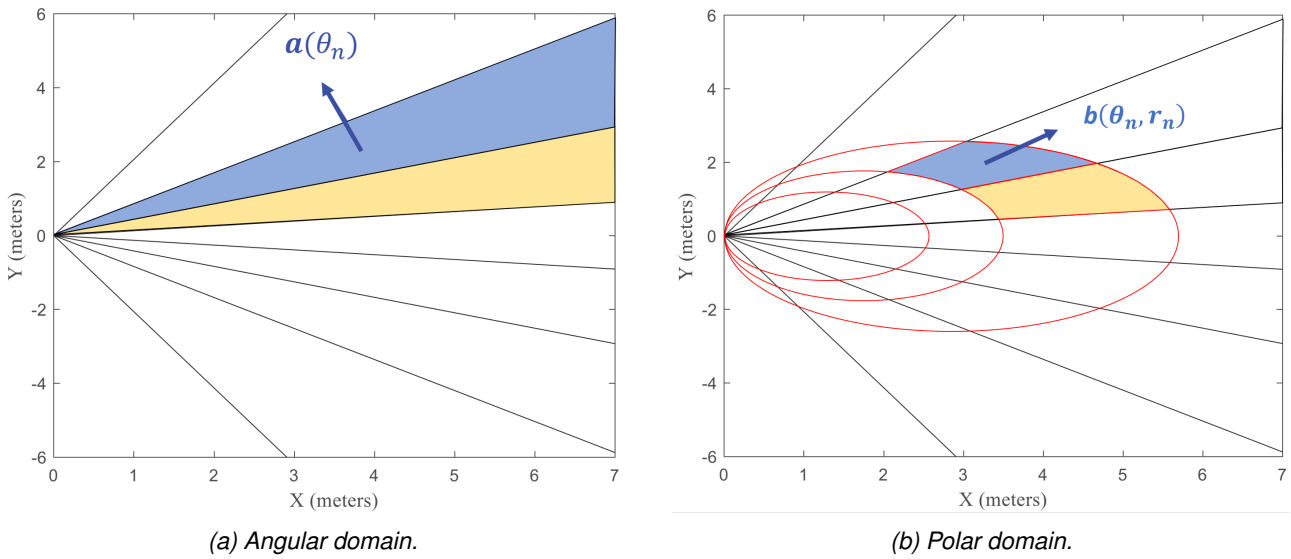 6
4
2
0
-2
-4
-6
Y (meters)
𝒂(θₙ)
0 1 2 3 4 5 6 7
X (meters)
(a) Angular domain.
6
4
2
0
-2
-4
-6
Y (meters)
𝒃(𝜽ₙ, 𝒓ₙ)
0 1 2 3 4 5 6 7
X (meters)
(b) Polar domain.